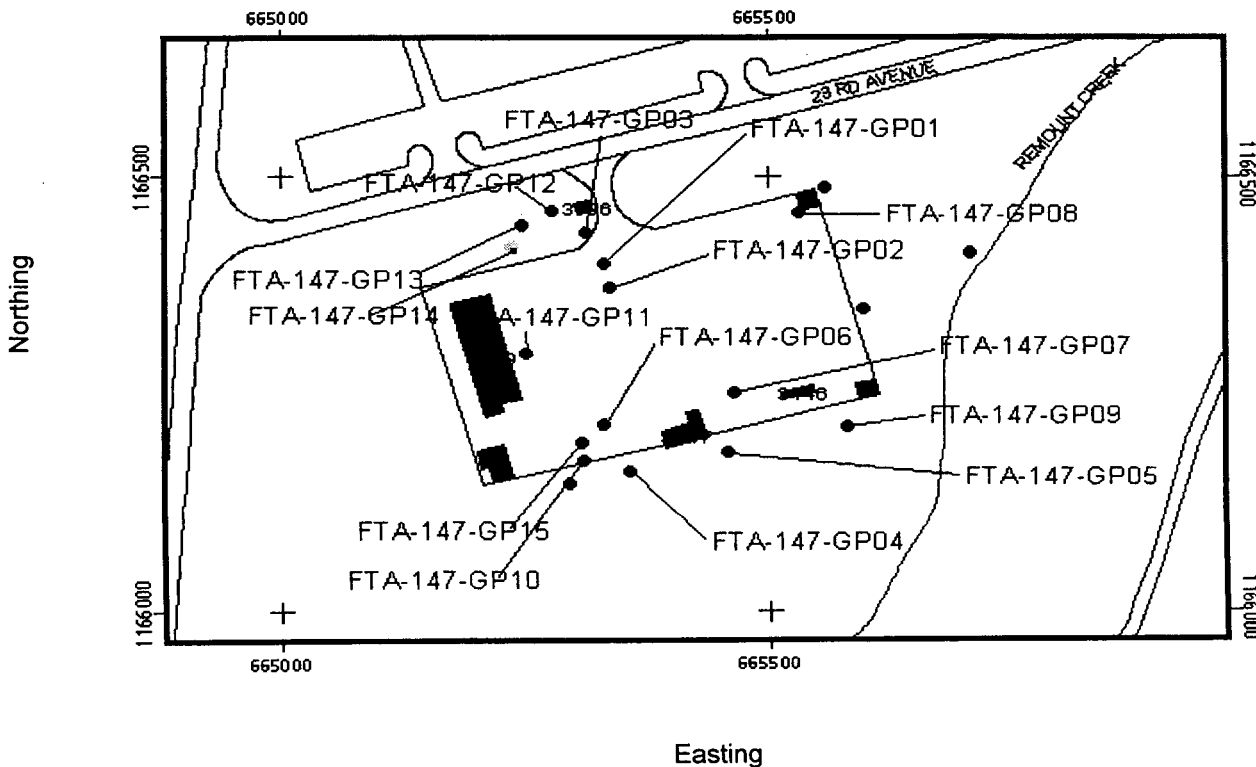 665000
665500
23 RD AVENUE
REMOUNT CREEK
FTA-147-GP03
FTA-147-GP01
1166500
1166500
FTA-147-GP12
FTA-147-GP08
FTA-147-GP02
FTA-147-GP13
FTA-147-GP14
A-147-GP11
FTA-147-GP06
FTA-147-GP07
FTA-147-GP09
FTA-147-GP05
FTA-147-GP15
FTA-147-GP04
FTA-147-GP10
1166000
1166000
665000
665500
Northing
Easting